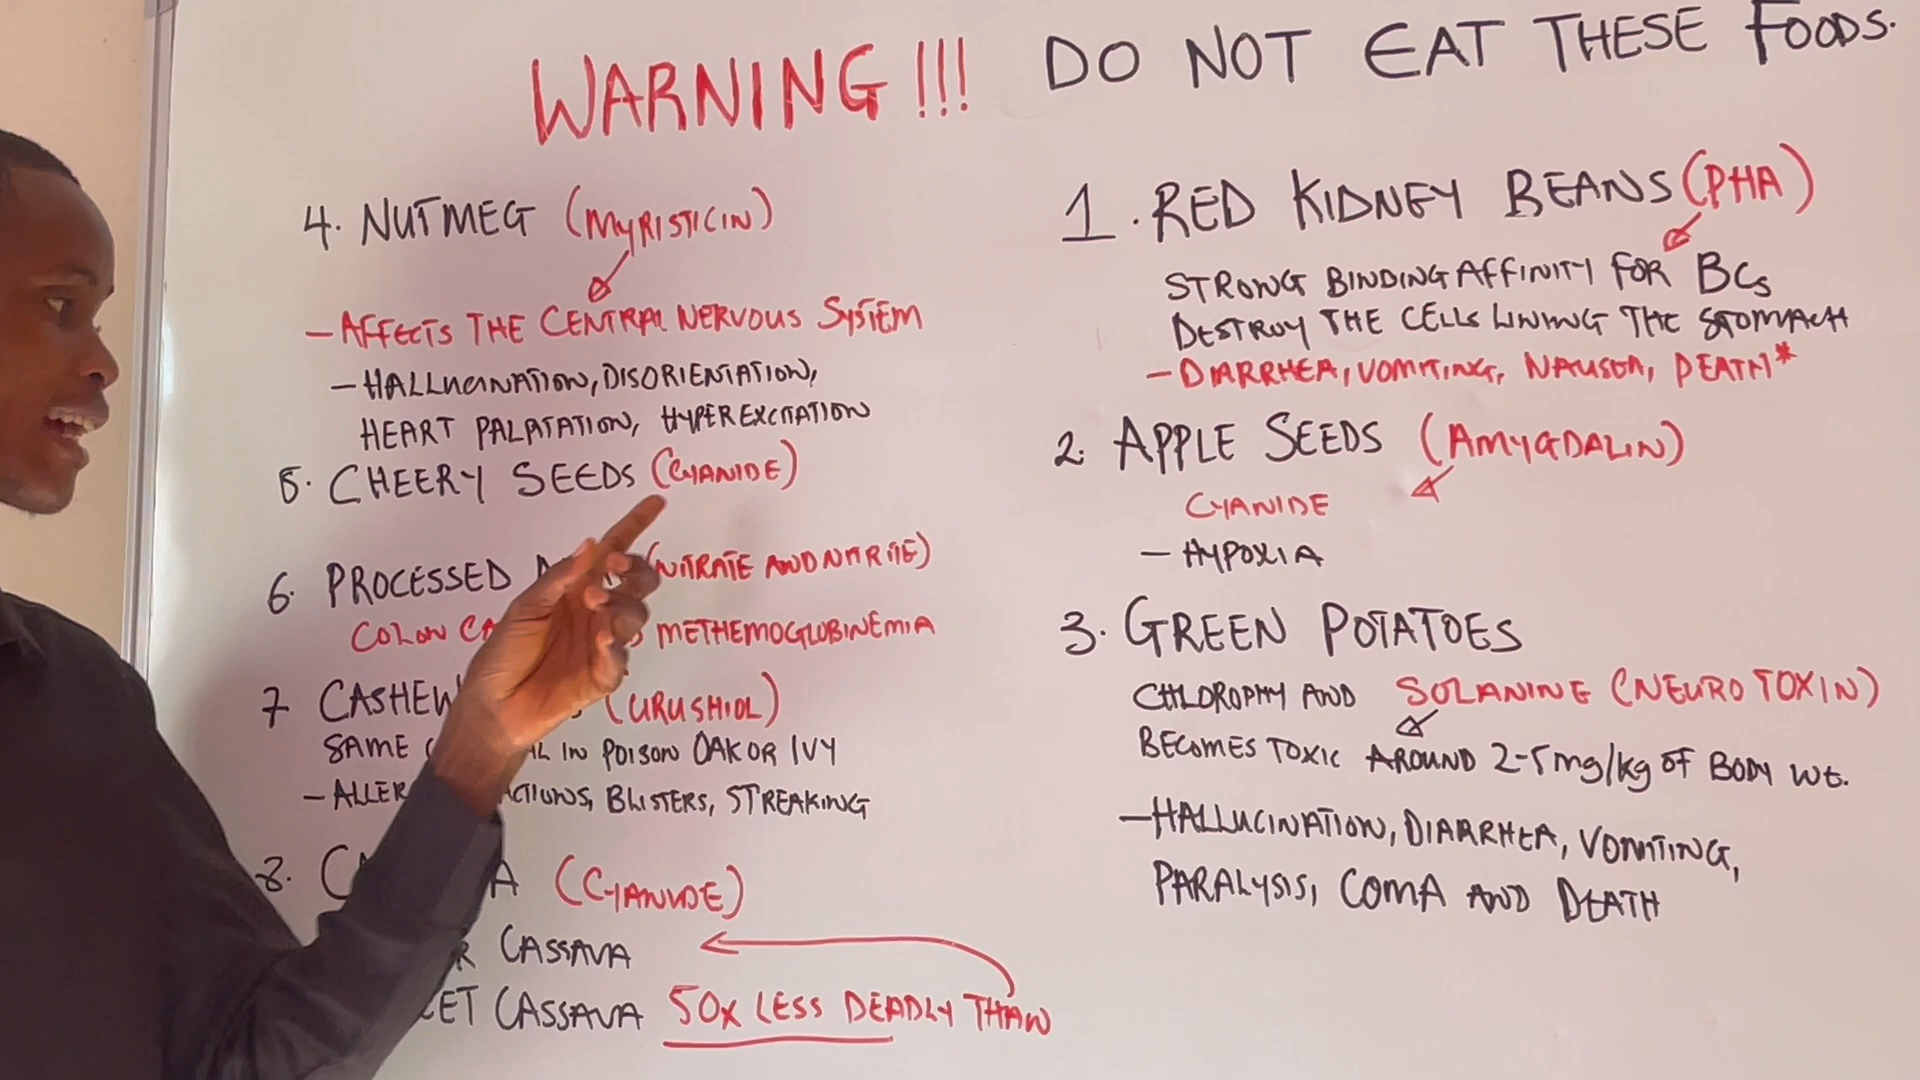 WARNING!!! DO NOT EAT THESE FOODS.
1. RED KIDNEY BEANS (PHA)
STRONG BINDING AFFINITY FOR BCs
DESTROY THE CELLS LINING THE STOMACH
- DIARRHEA, VOMITING, NAUSEA, DEATH*
2. APPLE SEEDS (AMYGDALIN)
CYANIDE
- HYPOXIA
3. GREEN POTATOES
CHLOROPHY AND SOLANINE (NEUROTOXIN)
BECOMES TOXIC AROUND 2-5mg/kg OF BODY Wt.
- HALLUCINATION, DIARRHEA, VOMITING,
PARALYSIS, COMA AND DEATH
4. NUTMEG (MYRISTICIN)
- AFFECTS THE CENTRAL NERVOUS SYSTEM
- HALLUCINATION, DISORIENTATION,
HEART PALATATION, HYPEREXCITATION
5. CHEERY SEEDS (CYANIDE)
6. PROCESSED (NITRATE AND NITRITE)
COLON METHEMOGLOBINEMIA
7 CASHEW (URUSHIOL)
SAME IN POISON OAK OR IVY
- BLISTERS, STREAKING
8. (CYANIDE)
CASSAVA
CASSAVA 50x LESS DEADLY THAN